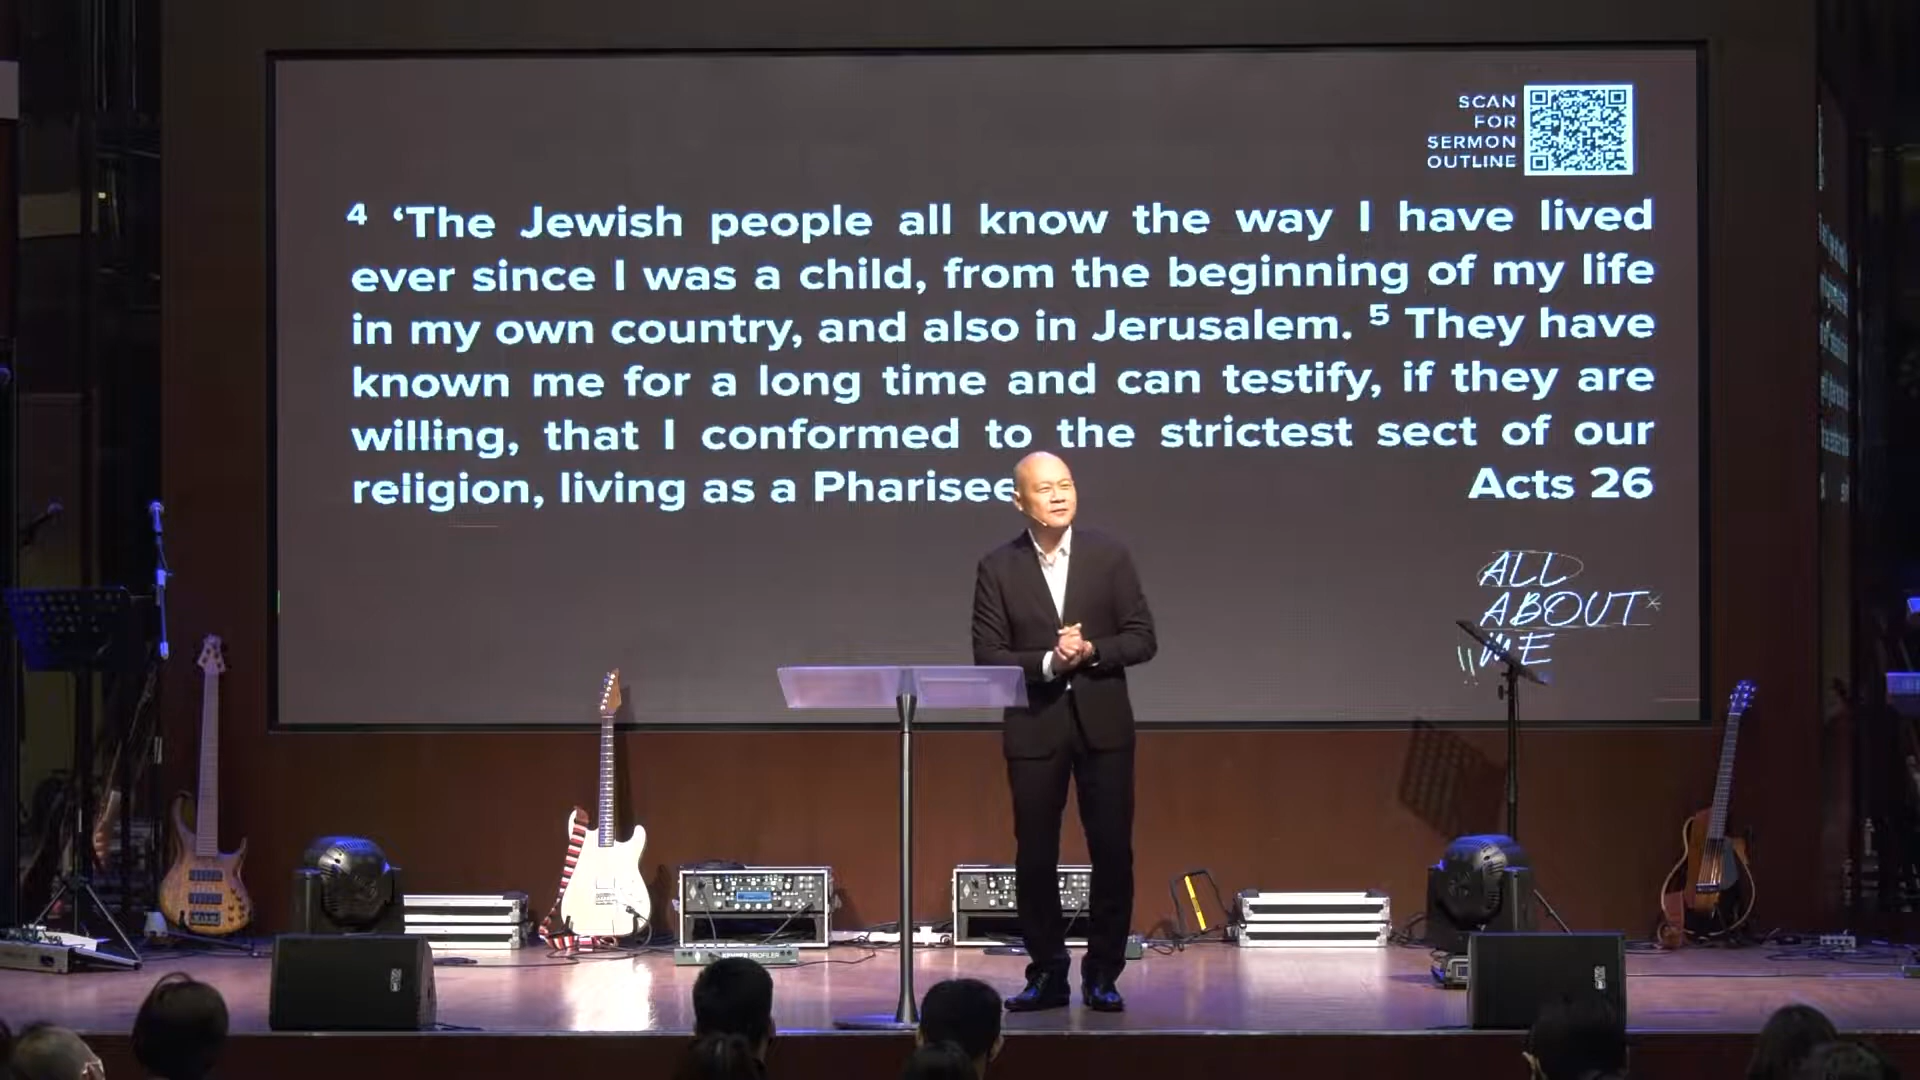 SCAN
FOR
SERMON
OUTLINE
4 ‘The Jewish people all know the way I have lived
ever since I was a child, from the beginning of my life
in my own country, and also in Jerusalem. 5 They have
known me for a long time and can testify, if they are
willing, that I conformed to the strictest sect of our
religion, living as a Pharisee
Acts 26
ALL
ABOUT
ME
KEMPER PROFILER